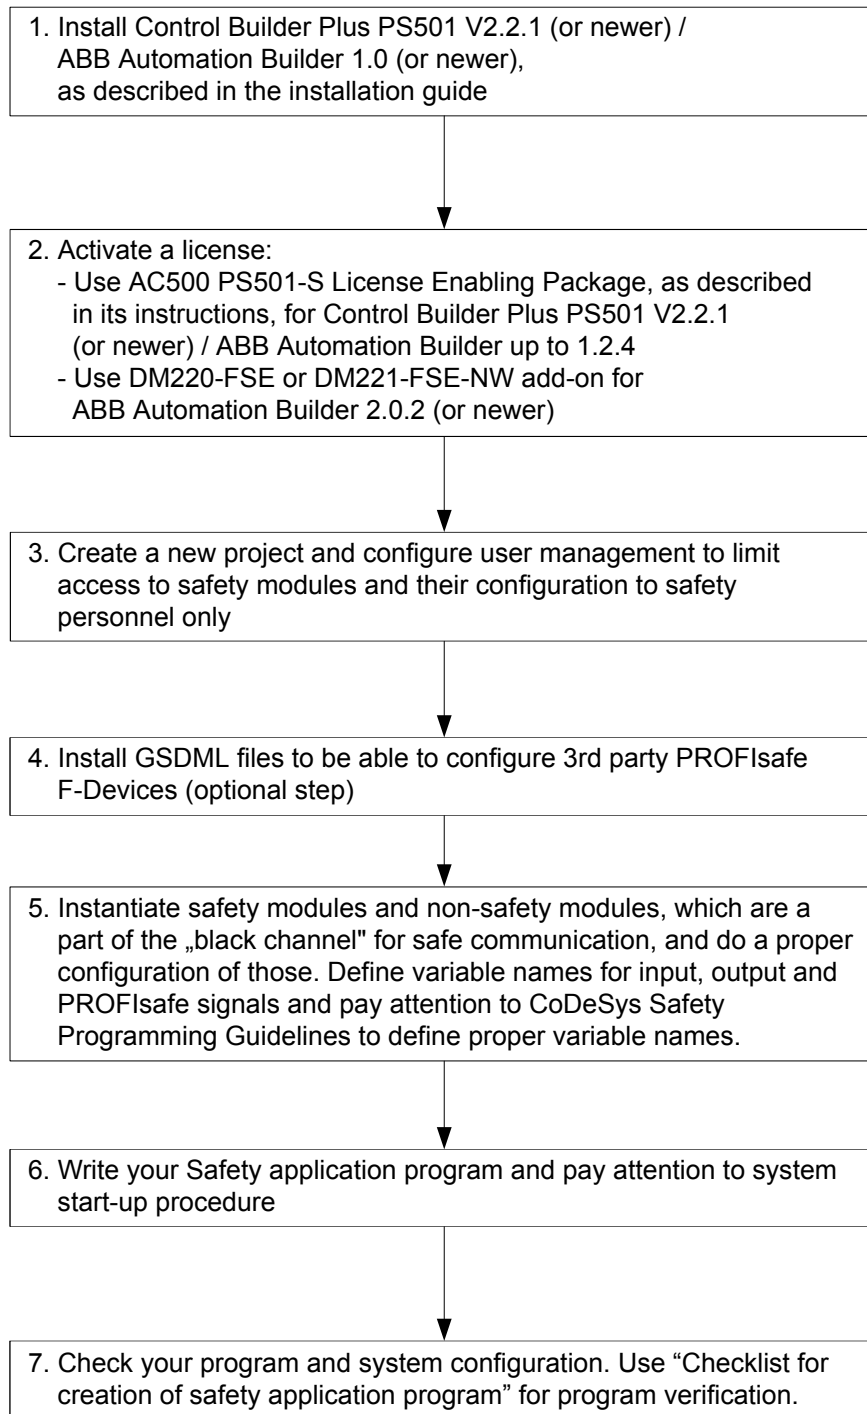 1. Install Control Builder Plus PS501 V2.2.1 (or newer) /
ABB Automation Builder 1.0 (or newer),
as described in the installation guide
2. Activate a license:
- Use AC500 PS501-S License Enabling Package, as described
in its instructions, for Control Builder Plus PS501 V2.2.1
(or newer) / ABB Automation Builder up to 1.2.4
- Use DM220-FSE or DM221-FSE-NW add-on for
ABB Automation Builder 2.0.2 (or newer)
3. Create a new project and configure user management to limit
access to safety modules and their configuration to safety
personnel only
4. Install GSDML files to be able to configure 3rd party PROFIsafe
F-Devices (optional step)
5. Instantiate safety modules and non-safety modules, which are a
part of the „black channel" for safe communication, and do a proper
configuration of those. Define variable names for input, output and
PROFIsafe signals and pay attention to CoDeSys Safety
Programming Guidelines to define proper variable names.
6. Write your Safety application program and pay attention to system
start-up procedure
7. Check your program and system configuration. Use “Checklist for
creation of safety application program” for program verification.